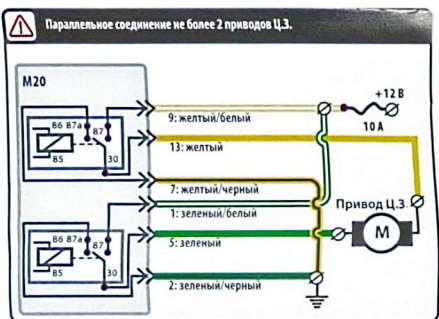 Параллельное соединение не более 2 приводов Ц.З.
М20
+12 В
10 А
86 87a 87
85 30
9: желтый/белый
13: желтый
7: желтый/черный
1: зеленый/белый
Привод Ц.З.
М
86 87a 87
85 30
5: зеленый
2: зеленый/черный